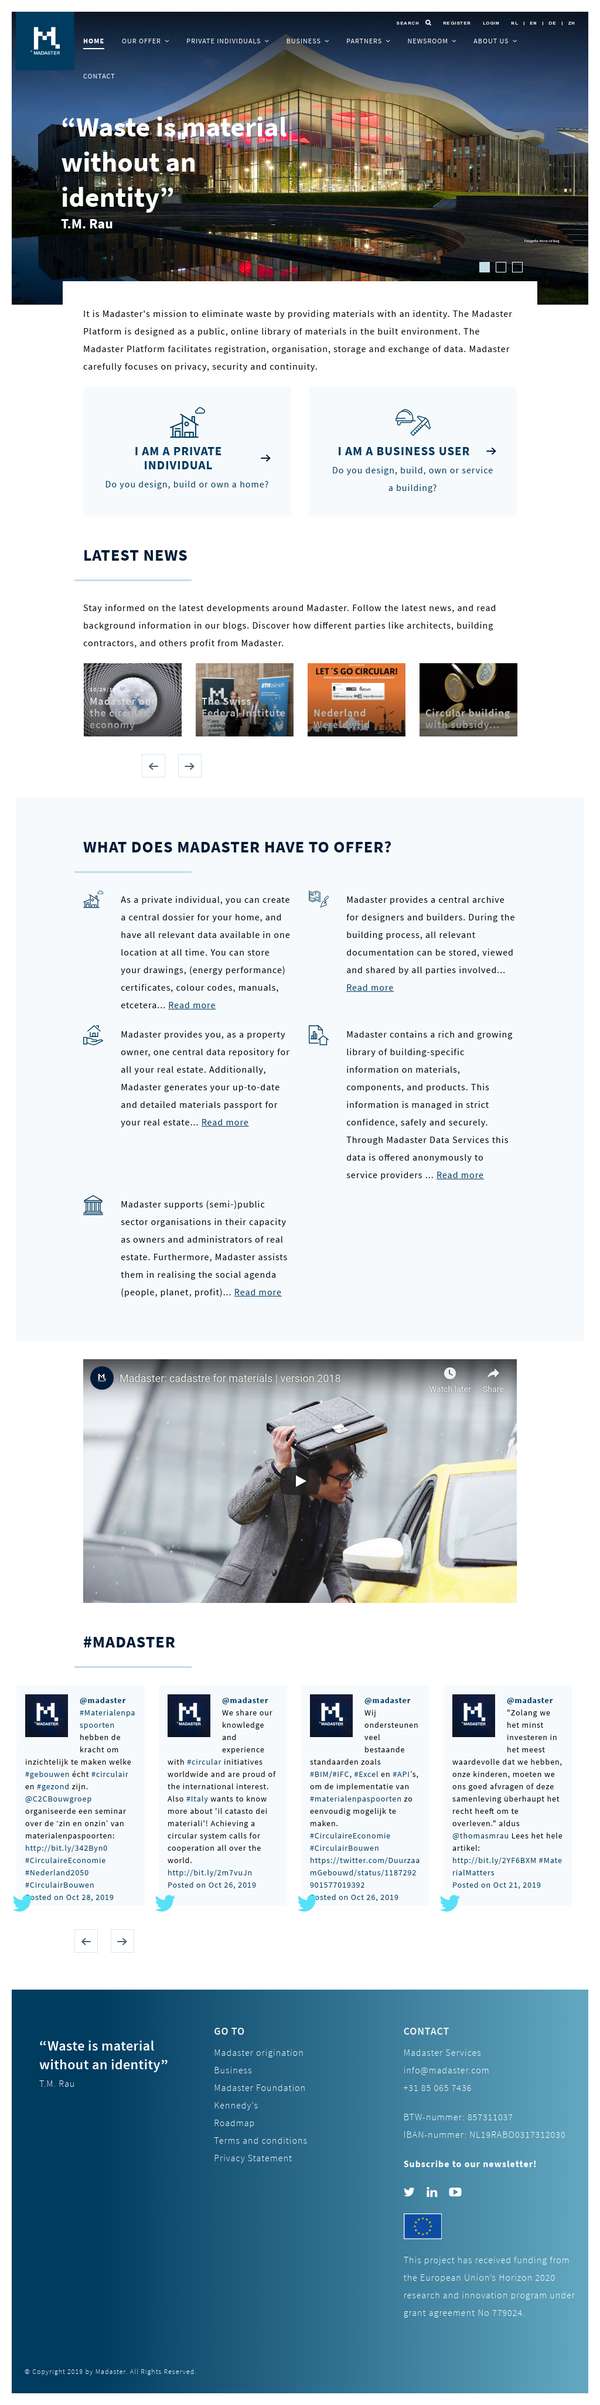 SEARCH REGISTER LOGIN NL | EN | DE | ZH
MADASTER
HOME OUR OFFER PRIVATE INDIVIDUALS BUSINESS PARTNERS NEWSROOM ABOUT US
CONTACT
“Waste is material
without an
identity”
T.M. Rau
It is Madaster's mission to eliminate waste by providing materials with an identity. The Madaster
Platform is designed as a public, online library of materials in the built environment. The
Madaster Platform facilitates registration, organisation, storage and exchange of data. Madaster
carefully focuses on privacy, security and continuity.
I AM A PRIVATE
INDIVIDUAL
Do you design, build or own a home?
I AM A BUSINESS USER
Do you design, build, own or service
a building?
LATEST NEWS
Stay informed on the latest developments around Madaster. Follow the latest news, and read
background information in our blogs. Discover how different parties like architects, building
contractors, and others profit from Madaster.
Madaster and
the circular
economy
The Swiss
Federal Institute
LET´S GO CIRCULAR!
Nederland
Circular building
with subsidy...
WHAT DOES MADASTER HAVE TO OFFER?
As a private individual, you can create
a central dossier for your home, and
have all relevant data available in one
location at all time. You can store
your drawings, (energy performance)
certificates, colour codes, manuals,
etcetera... Read more
Madaster provides a central archive
for designers and builders. During the
building process, all relevant
documentation can be stored, viewed
and shared by all parties involved...
Read more
Madaster provides you, as a property
owner, one central data repository for
all your real estate. Additionally,
Madaster generates your up-to-date
and detailed materials passport for
your real estate... Read more
Madaster contains a rich and growing
library of building-specific
information on materials,
components, and products. This
information is managed in strict
confidence, safely and securely.
Through Madaster Data Services this
data is offered anonymously to
service providers ... Read more
Madaster supports (semi-)public
sector organisations in their capacity
as owners and administrators of real
estate. Furthermore, Madaster assists
them in realising the social agenda
(people, planet, profit)... Read more
Madaster: cadastre for materials | version 2018
Watch later Share
#MADASTER
@madaster
#Materialenpa
spoorten
hebben de
kracht om
inzichtelijk te maken welke
#gebouwen écht #circulair
en #gezond zijn.
@C2CBouwgroep
organiseerde een seminar
over de 'zin en onzin' van
materialenpaspoorten:
http://bit.ly/342Byn0
#CirculaireEconomie
#Nederland2050
#CirculairBouwen
Posted on Oct 28, 2019
@madaster
We share our
knowledge
and
experience
with #circular initiatives
worldwide and are proud of
the international interest.
Also #Italy wants to know
more about 'il catasto dei
materiali'! Achieving a
circular system calls for
cooperation all over the
world.
http://bit.ly/2m7vuJn
Posted on Oct 26, 2019
@madaster
Wij
ondersteunen
veel
bestaande
standaarden zoals
#BIM/#IFC, #Excel en #API's,
om de implementatie van
#materialenpaspoorten zo
eenvoudig mogelijk te
maken.
#CirculaireEconomie
#CirculairBouwen
https://twitter.com/Duurzaa
mGebouwd/status/1187292
901577019392
Posted on Oct 26, 2019
@madaster
"Zolang we
het minst
investeren in
het meest
waardevolle dat we hebben,
onze kinderen, moeten we
ons goed afvragen of deze
samenleving überhaupt het
recht heeft om te
overleven." aldus
@thomasmrau Lees het hele
artikel:
http://bit.ly/2YF6BXM #Mate
rialMatters
Posted on Oct 21, 2019
“Waste is material
without an identity”
T.M. Rau
GO TO
Madaster origination
Business
Madaster Foundation
Kennedy's
Roadmap
Terms and conditions
Privacy Statement
CONTACT
Madaster Services
info@madaster.com
+31 85 065 7436
BTW-nummer: 857311037
IBAN-nummer: NL19RABO0317312030
Subscribe to our newsletter!
This project has received funding from
the European Union's Horizon 2020
research and innovation program under
grant agreement No 779024.
© Copyright 2019 by Madaster. All Rights Reserved.